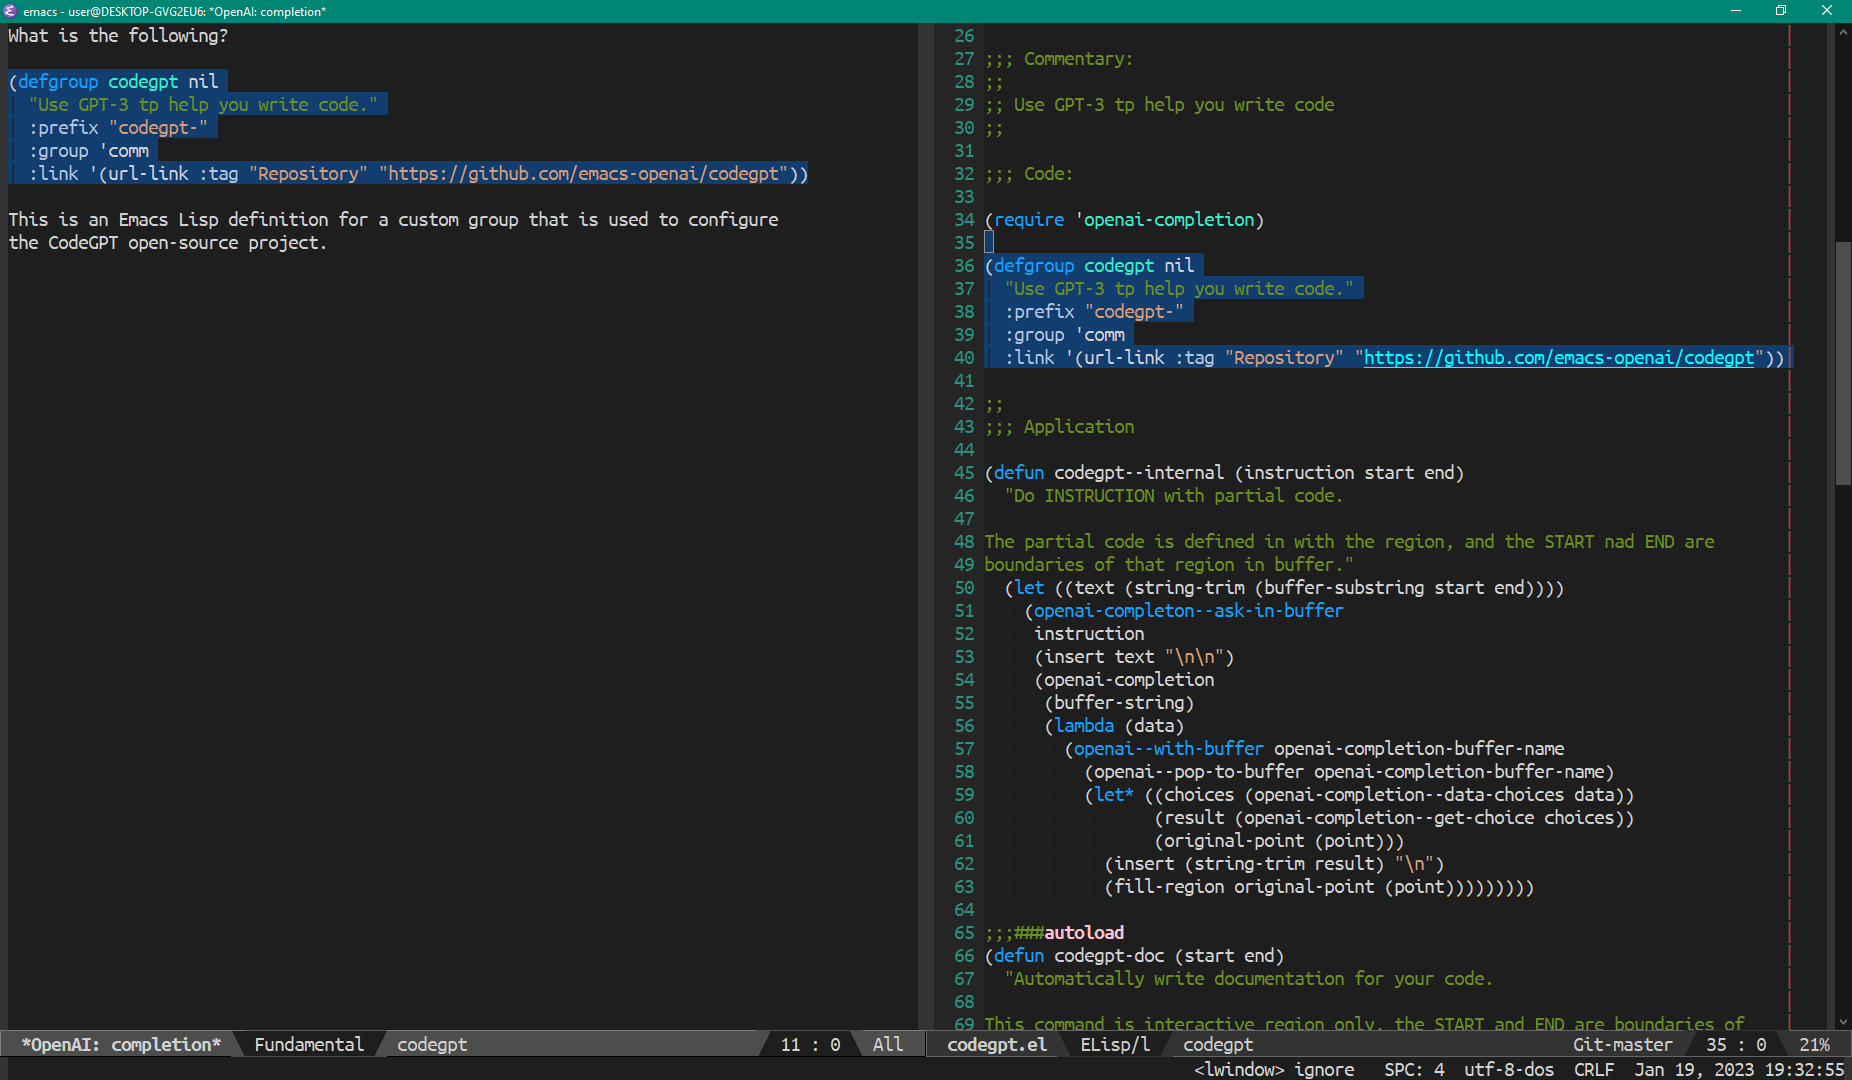 emacs - user@DESKTOP-GVG2EU6: *OpenAI: completion*
What is the following?
(defgroup codegpt nil
  "Use GPT-3 tp help you write code."
  :prefix "codegpt-"
  :group 'comm
  :link '(url-link :tag "Repository" "https://github.com/emacs-openai/codegpt"))
This is an Emacs Lisp definition for a custom group that is used to configure
the CodeGPT open-source project.
*OpenAI: completion* Fundamental codegpt 11 : 0 All
26
27 ;;; Commentary:
28 ;;
29 ;; Use GPT-3 tp help you write code
30 ;;
31
32 ;;; Code:
33
34 (require 'openai-completion)
35
36 (defgroup codegpt nil
37   "Use GPT-3 tp help you write code."
38   :prefix "codegpt-"
39   :group 'comm
40   :link '(url-link :tag "Repository" "https://github.com/emacs-openai/codegpt"))
41
42 ;;
43 ;;; Application
44
45 (defun codegpt--internal (instruction start end)
46   "Do INSTRUCTION with partial code.
47
48 The partial code is defined in with the region, and the START nad END are
49 boundaries of that region in buffer."
50   (let ((text (string-trim (buffer-substring start end))))
51     (openai-completon--ask-in-buffer
52      instruction
53      (insert text "\n\n")
54      (openai-completion
55       (buffer-string)
56       (lambda (data)
57         (openai--with-buffer openai-completion-buffer-name
58           (openai--pop-to-buffer openai-completion-buffer-name)
59           (let* ((choices (openai-completion--data-choices data))
60                  (result (openai-completion--get-choice choices))
61                  (original-point (point)))
62             (insert (string-trim result) "\n")
63             (fill-region original-point (point)))))))))
64
65 ;;;###autoload
66 (defun codegpt-doc (start end)
67   "Automatically write documentation for your code.
68
69 This command is interactive region only, the START and END are boundaries of
codegpt.el ELisp/l codegpt Git-master 35 : 0 21%
<lwindow> ignore SPC: 4 utf-8-dos CRLF Jan 19, 2023 19:32:55